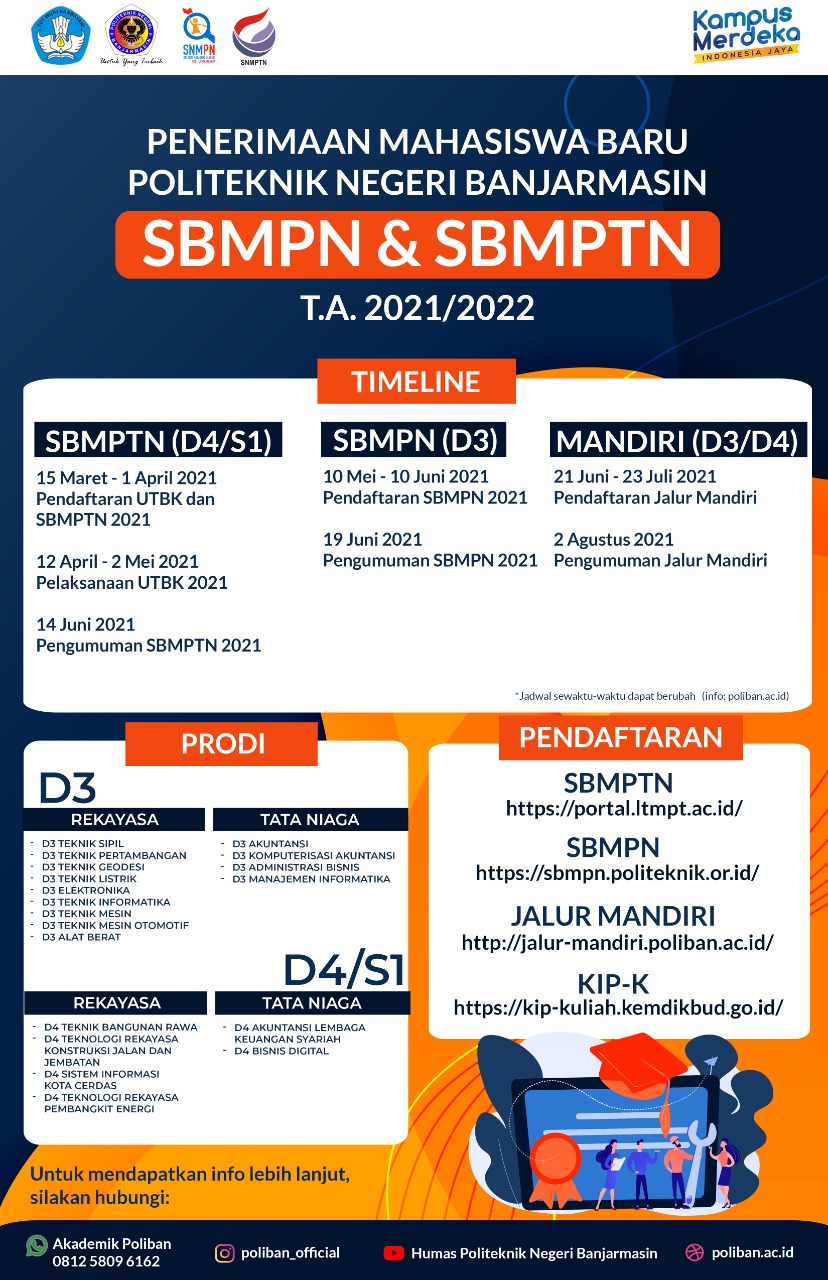 TUT WURI HANDAYANI
POLITEKNIK NEGERI
BANJARMASIN
Untuk Yang Terbaik
SNMPN
SNMPTN
Kampus
Merdeka
INDONESIA JAYA
PENERIMAAN MAHASISWA BARU
POLITEKNIK NEGERI BANJARMASIN
SBMPN & SBMPTN
T.A. 2021/2022
TIMELINE
SBMPTN (D4/S1)
15 Maret - 1 April 2021
Pendaftaran UTBK dan
SBMPTN 2021
12 April - 2 Mei 2021
Pelaksanaan UTBK 2021
14 Juni 2021
Pengumuman SBMPTN 2021
SBMPN (D3)
10 Mei - 10 Juni 2021
Pendaftaran SBMPN 2021
19 Juni 2021
Pengumuman SBMPN 2021
MANDIRI (D3/D4)
21 Juni - 23 Juli 2021
Pendaftaran Jalur Mandiri
2 Agustus 2021
Pengumuman Jalur Mandiri
*Jadwal sewaktu-waktu dapat berubah (info: poliban.ac.id)
PRODI
D3
REKAYASA
- D3 TEKNIK SIPIL
- D3 TEKNIK PERTAMBANGAN
- D3 TEKNIK GEODESI
- D3 TEKNIK LISTRIK
- D3 ELEKTRONIKA
- D3 TEKNIK INFORMATIKA
- D3 TEKNIK MESIN
- D3 TEKNIK MESIN OTOMOTIF
- D3 ALAT BERAT
TATA NIAGA
- D3 AKUNTANSI
- D3 KOMPUTERISASI AKUNTANSI
- D3 ADMINISTRASI BISNIS
- D3 MANAJEMEN INFORMATIKA
D4/S1
REKAYASA
- D4 TEKNIK BANGUNAN RAWA
- D4 TEKNOLOGI REKAYASA
KONSTRUKSI JALAN DAN
JEMBATAN
- D4 SISTEM INFORMASI
KOTA CERDAS
- D4 TEKNOLOGI REKAYASA
PEMBANGKIT ENERGI
TATA NIAGA
- D4 AKUNTANSI LEMBAGA
KEUANGAN SYARIAH
- D4 BISNIS DIGITAL
PENDAFTARAN
SBMPTN
https://portal.ltmpt.ac.id/
SBMPN
https://sbmpn.politeknik.or.id/
JALUR MANDIRI
http://jalur-mandiri.poliban.ac.id/
KIP-K
https://kip-kuliah.kemdikbud.go.id/
Untuk mendapatkan info lebih lanjut,
silakan hubungi:
Akademik Poliban
0812 5809 6162
poliban_official
Humas Politeknik Negeri Banjarmasin
poliban.ac.id